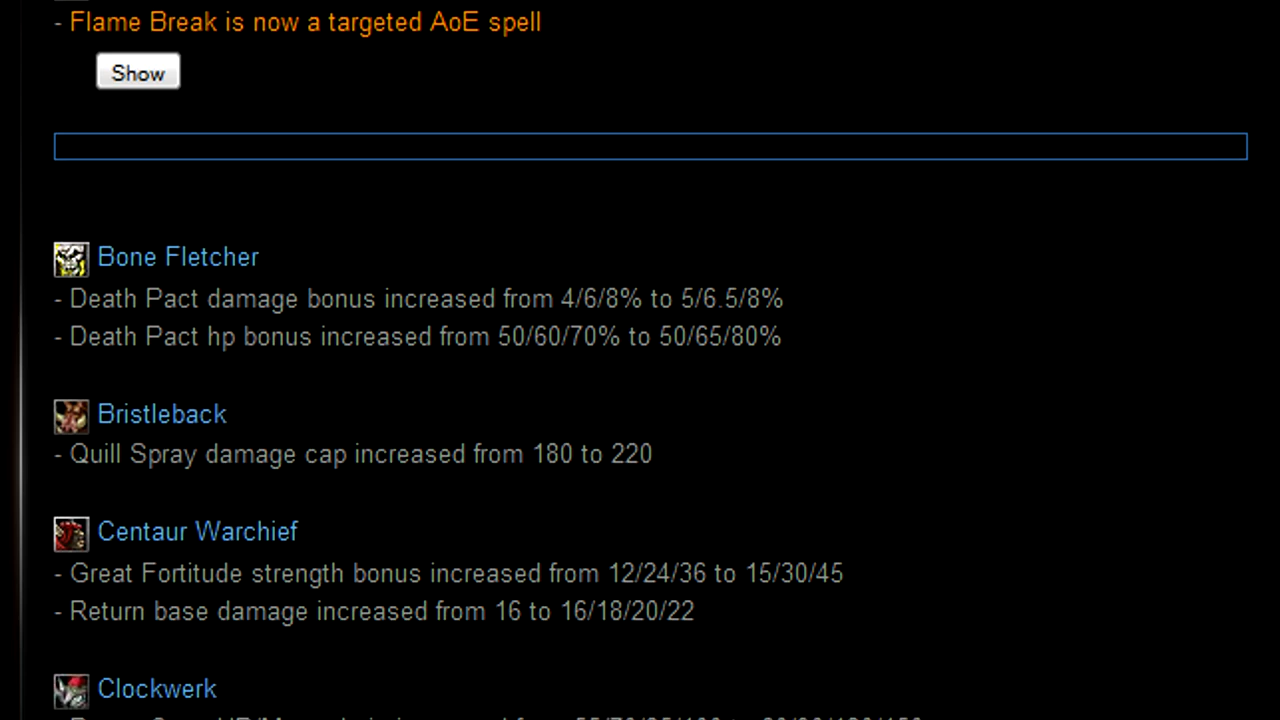 - Flame Break is now a targeted AoE spell
Show
Bone Fletcher
- Death Pact damage bonus increased from 4/6/8% to 5/6.5/8%
- Death Pact hp bonus increased from 50/60/70% to 50/65/80%
Bristleback
- Quill Spray damage cap increased from 180 to 220
Centaur Warchief
- Great Fortitude strength bonus increased from 12/24/36 to 15/30/45
- Return base damage increased from 16 to 16/18/20/22
Clockwerk